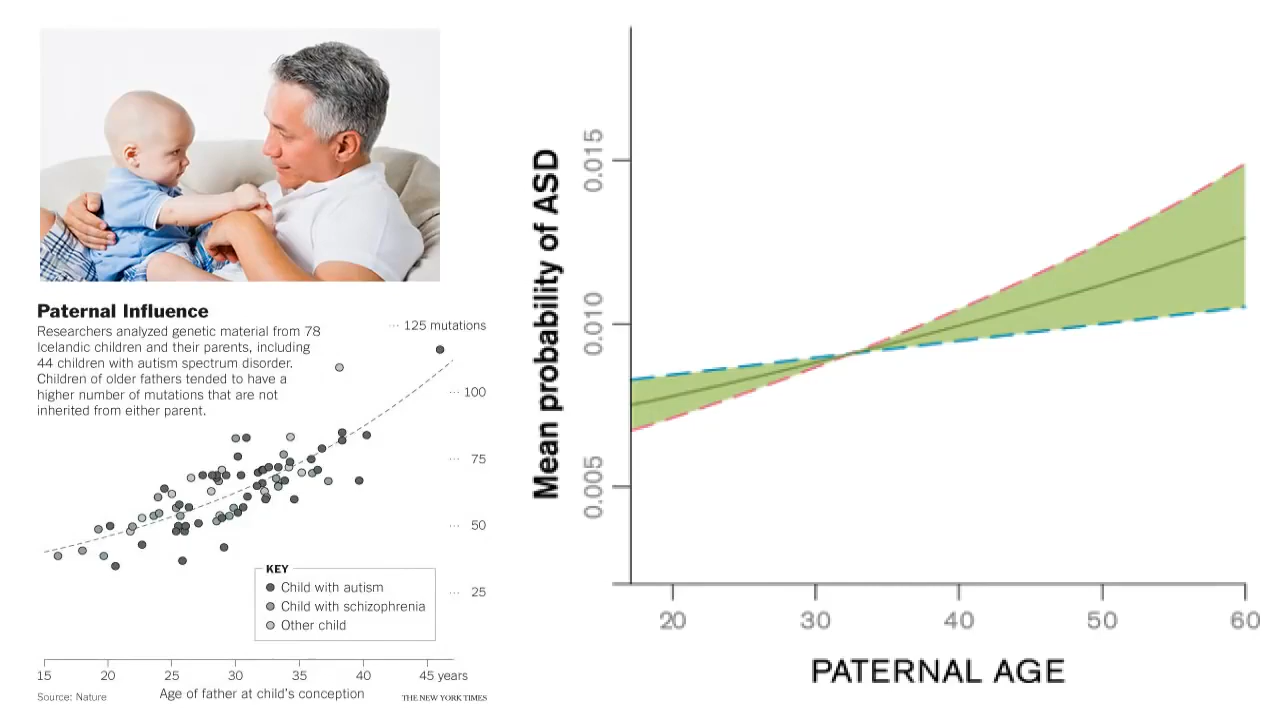 Paternal Influence
Researchers analyzed genetic material from 78
Icelandic children and their parents, including
44 children with autism spectrum disorder.
Children of older fathers tended to have a
higher number of mutations that are not
inherited from either parent.
125 mutations
100
75
50
25
KEY
Child with autism
Child with schizophrenia
Other child
15 20 25 30 35 40 45 years
Age of father at child's conception
Source: Nature
THE NEW YORK TIMES
Mean probability of ASD
0.015
0.010
0.005
20 30 40 50 60
PATERNAL AGE